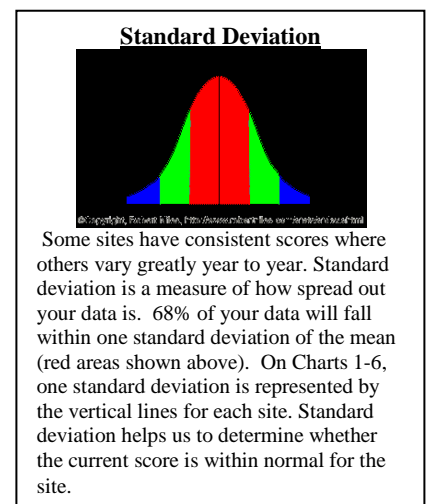 Standard Deviation
©Copyright, Robert Niles,
Some sites have consistent scores where
others vary greatly year to year. Standard
deviation is a measure of how spread out
your data is. 68% of your data will fall
within one standard deviation of the mean
(red areas shown above). On Charts 1-6,
one standard deviation is represented by
the vertical lines for each site. Standard
deviation helps us to determine whether
the current score is within normal for the
site.